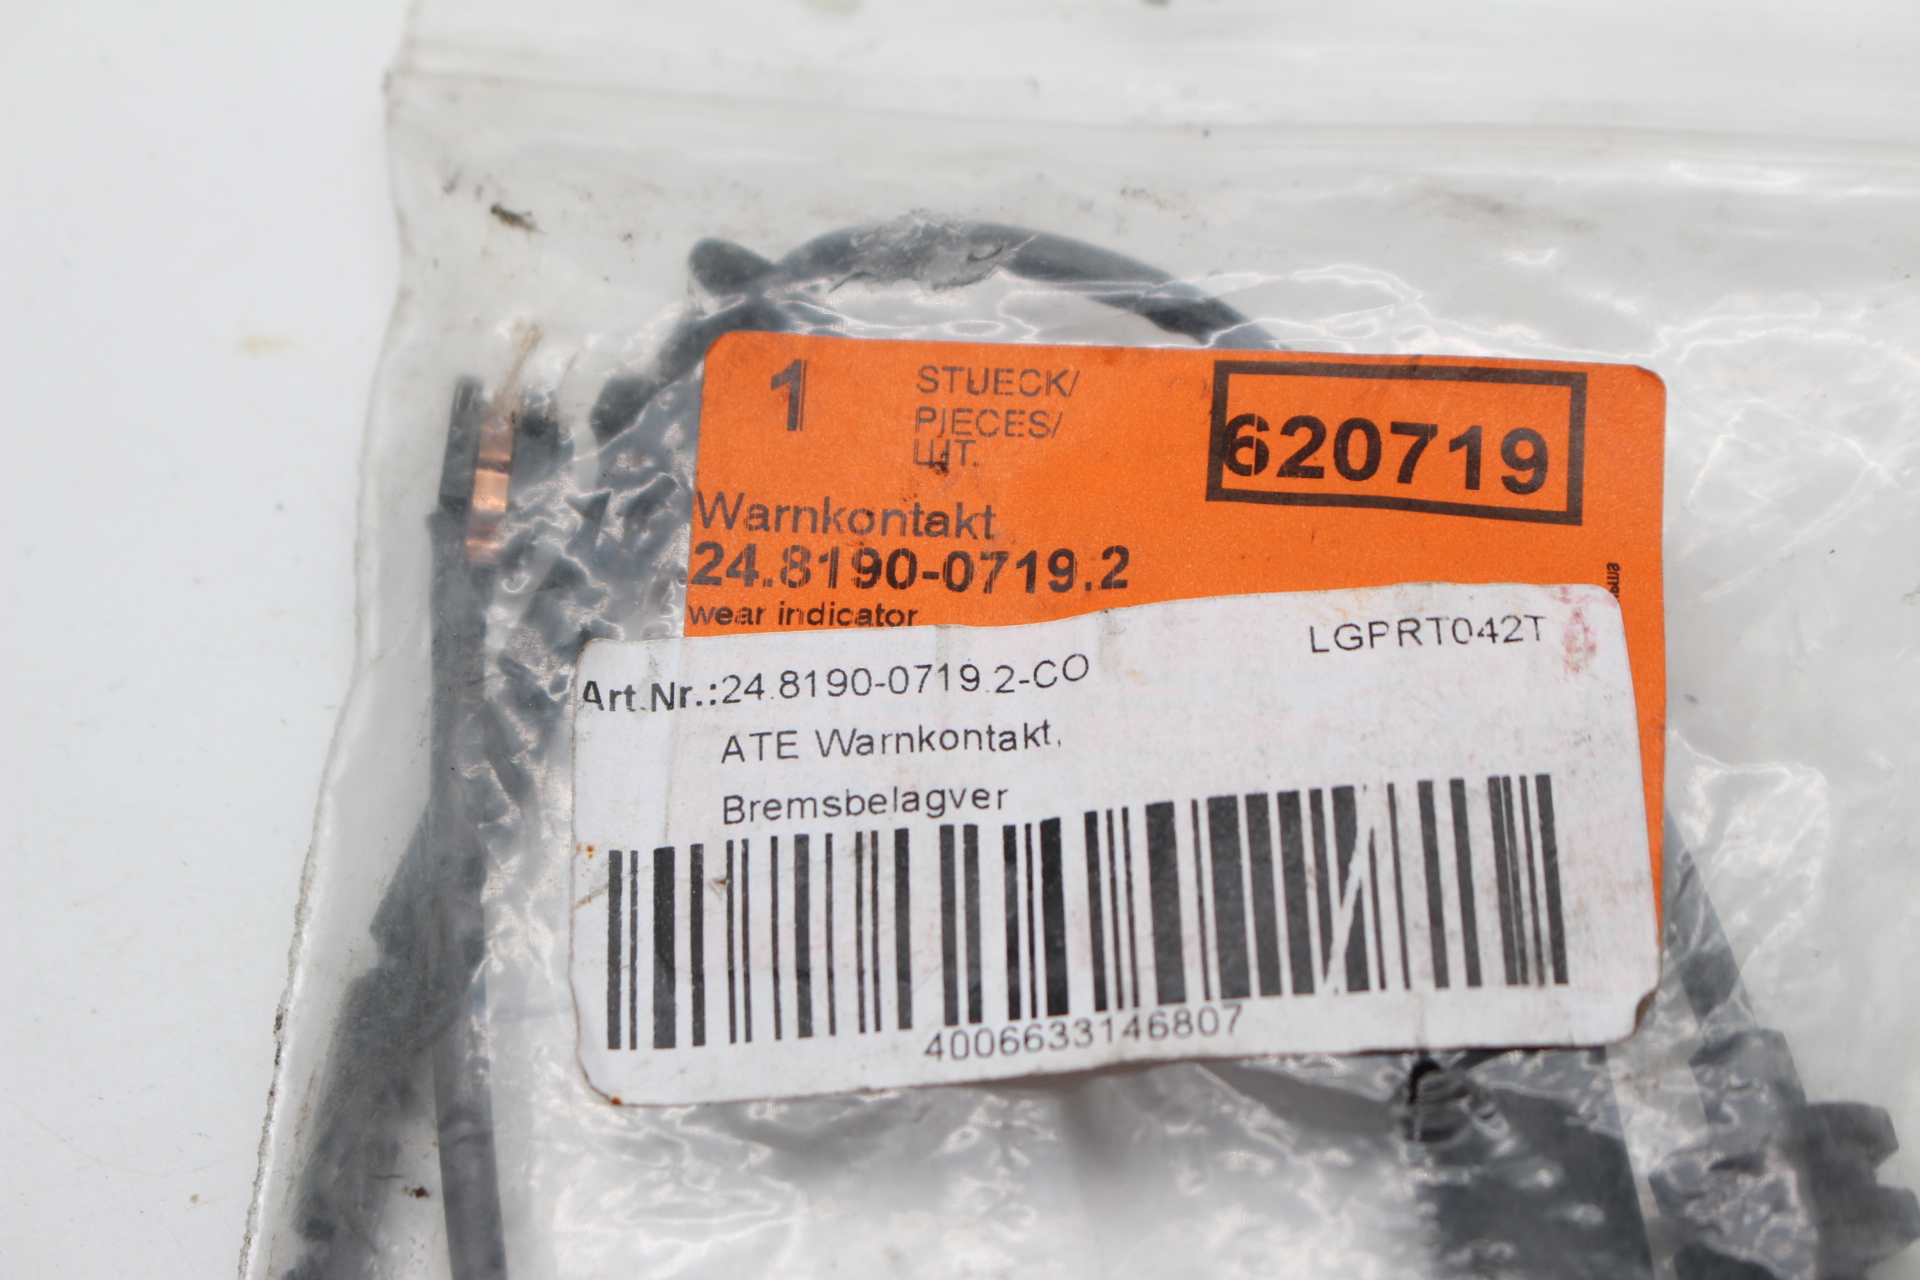 1
STUECK/
PIECES/
ШТ.
620719
Warnkontakt
24.8190-0719.2
wear indicator
LGPRT042T
Art.Nr.:24.8190-0719.2-CO
ATE Warnkontakt,
Bremsbelagver
4006633146807